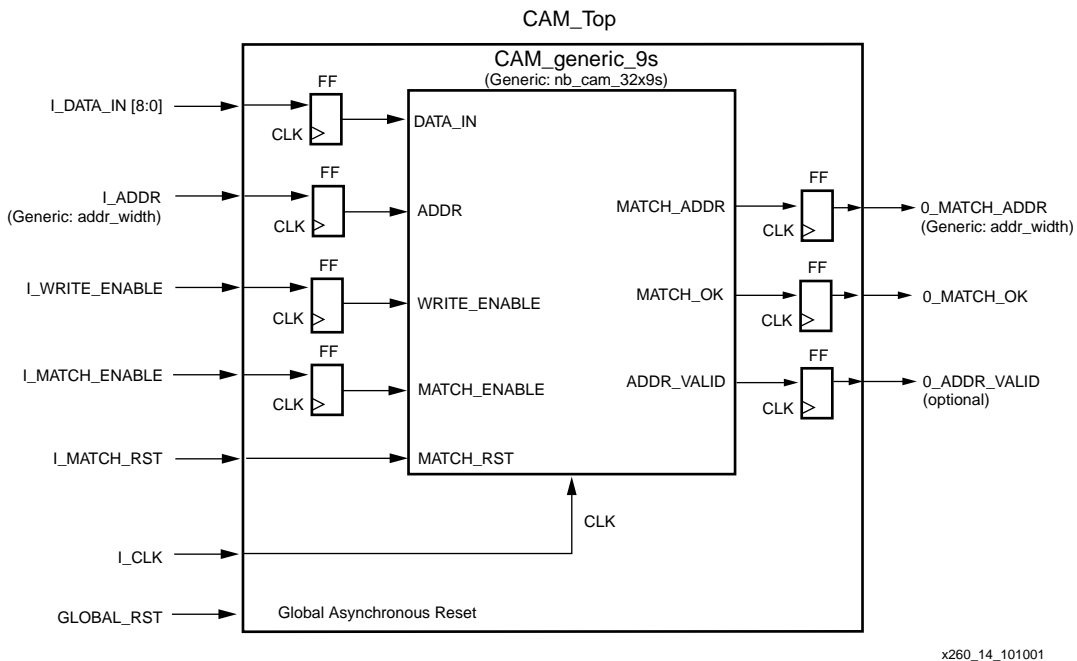 CAM_Top
CAM_generic_9s
(Generic: nb_cam_32x9s)
I_DATA_IN [8:0]
FF
CLK
DATA_IN
I_ADDR
(Generic: addr_width)
FF
CLK
ADDR
MATCH_ADDR
FF
CLK
0_MATCH_ADDR
(Generic: addr_width)
I_WRITE_ENABLE
FF
CLK
WRITE_ENABLE
MATCH_OK
FF
CLK
0_MATCH_OK
I_MATCH_ENABLE
FF
CLK
MATCH_ENABLE
ADDR_VALID
FF
CLK
0_ADDR_VALID
(optional)
I_MATCH_RST
MATCH_RST
CLK
I_CLK
GLOBAL_RST
Global Asynchronous Reset
x260_14_101001